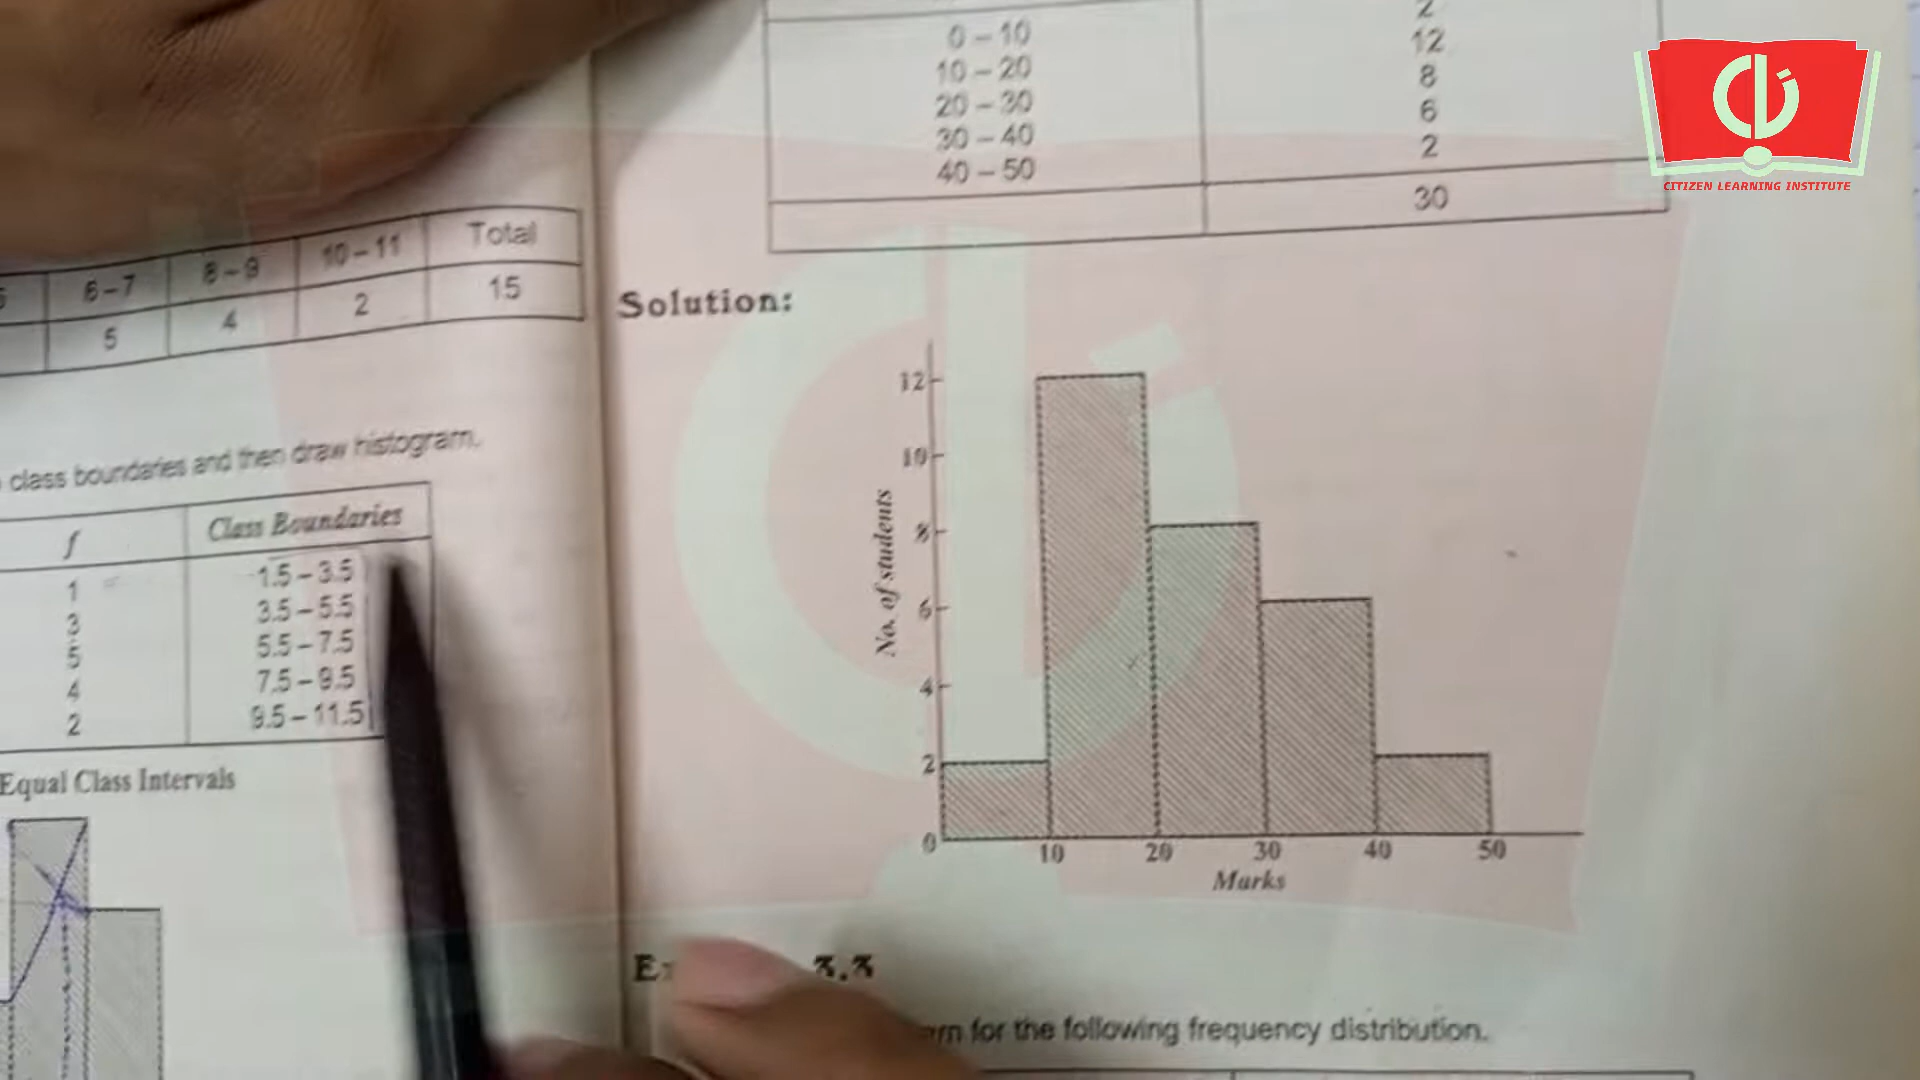 6-7 8-9 10-11 Total
5 4 2 15
class boundaries and then draw histogram.
f Class Boundaries
1 1.5-3.5
3 3.5-5.5
5 5.5-7.5
4 7.5-9.5
2 9.5-11.5
Equal Class Intervals
2
0-10 12
10-20 8
20-30 6
30-40 2
40-50
30
Solution:
12
10
8
6
4
2
0
No. of students
10 20 30 40 50
Marks
3.3
for the following frequency distribution.
CITIZEN LEARNING INSTITUTE